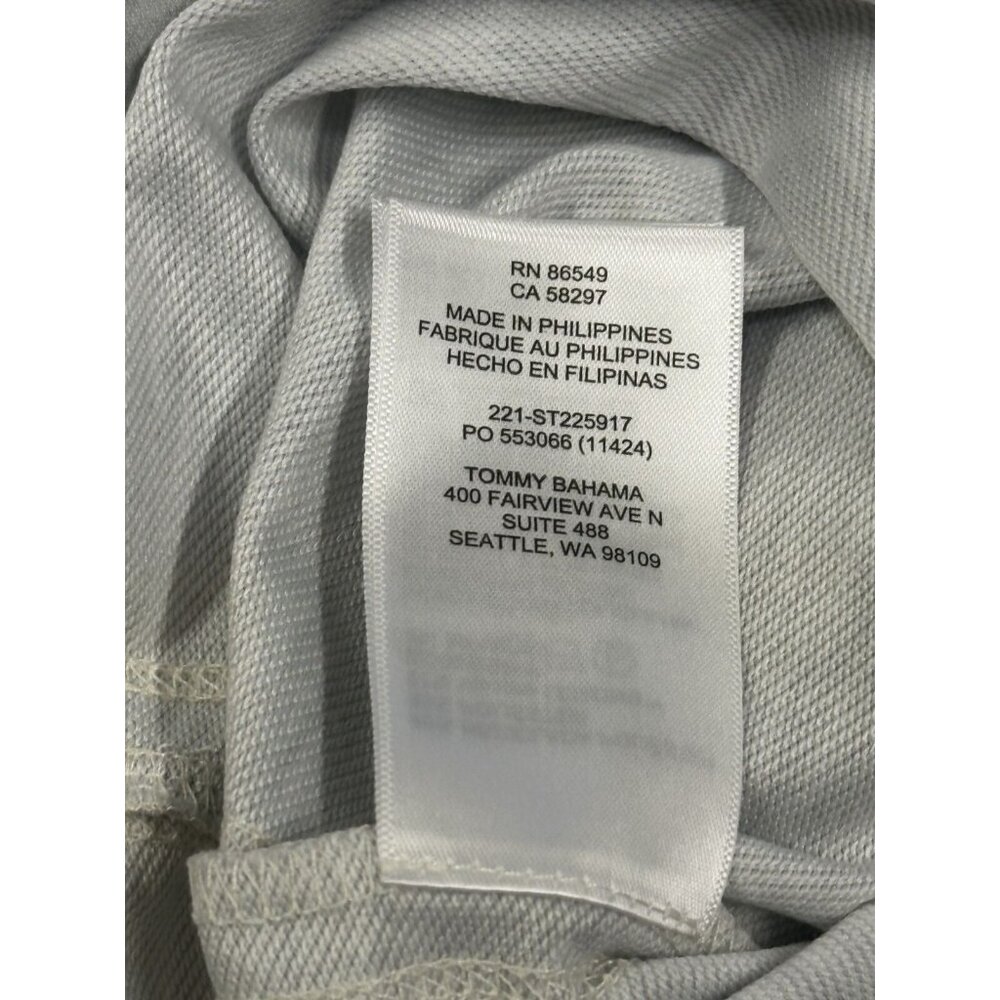 RN 86549
CA 58297
MADE IN PHILIPPINES
FABRIQUE AU PHILIPPINES
HECHO EN FILIPINAS
221-ST225917
PO 553066 (11424)
TOMMY BAHAMA
400 FAIRVIEW AVE N
SUITE 488
SEATTLE, WA 98109